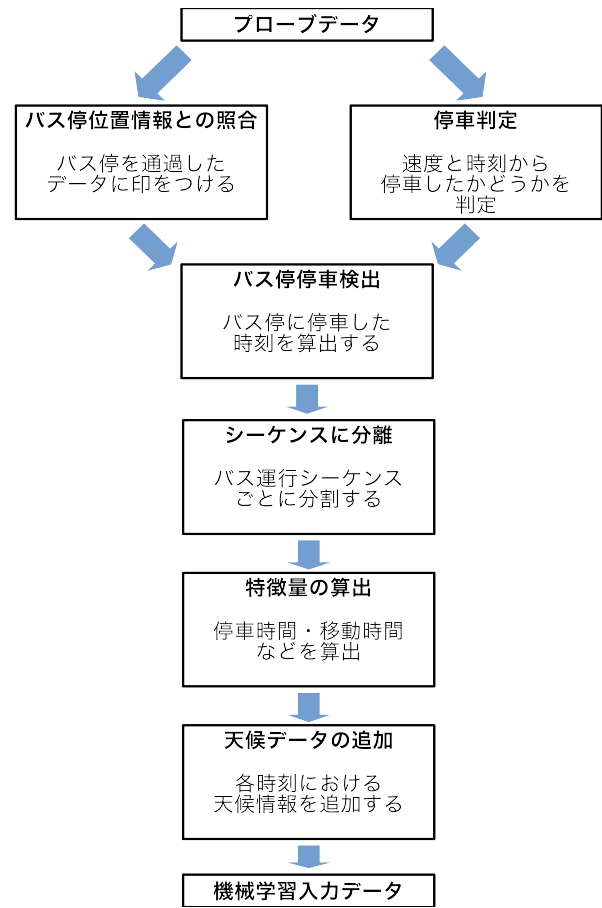 プローブデータ
バス停位置情報との照合
バス停を通過した
データに印をつける
停車判定
速度と時刻から
停車したかどうかを
判定
バス停停車検出
バス停に停車した
時刻を算出する
シーケンスに分離
バス運行シーケンス
ごとに分割する
特徴量の算出
停車時間・移動時間
などを算出
天候データの追加
各時刻における
天候情報を追加する
機械学習入力データ